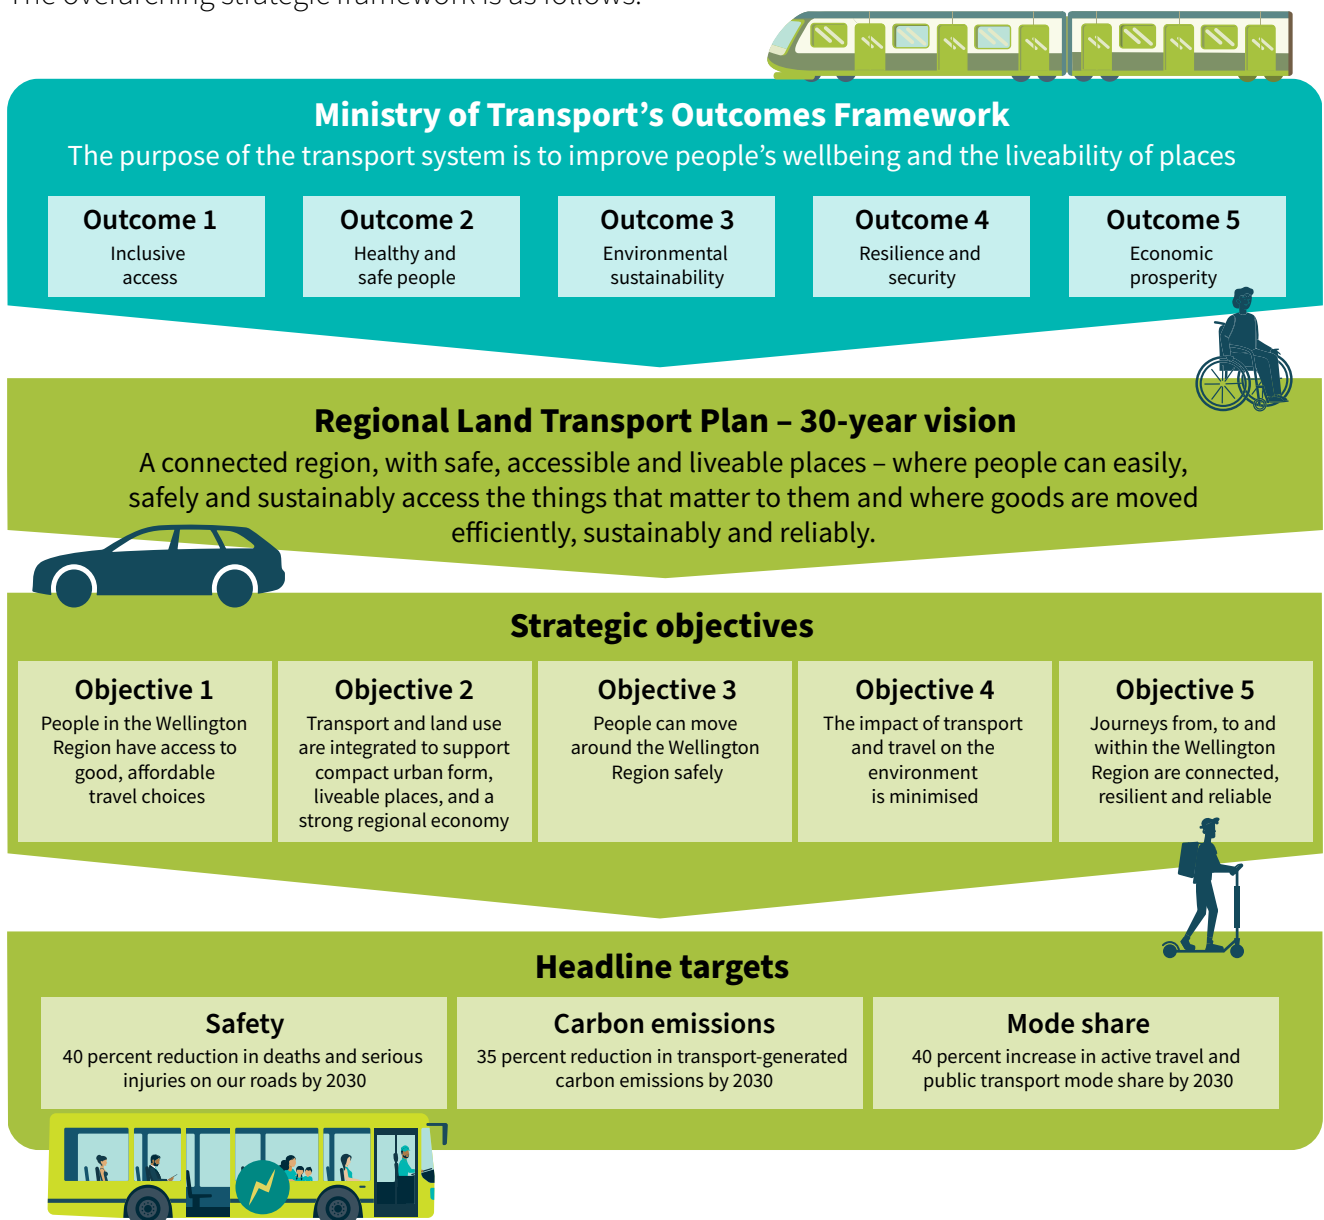 The overarching strategic framework is as follows:
Ministry of Transport’s Outcomes Framework
The purpose of the transport system is to improve people’s wellbeing and the liveability of places
Outcome 1
Inclusive
access
Outcome 2
Healthy and
safe people
Outcome 3
Environmental
sustainability
Outcome 4
Resilience and
security
Outcome 5
Economic
prosperity
Regional Land Transport Plan – 30-year vision
A connected region, with safe, accessible and liveable places – where people can easily,
safely and sustainably access the things that matter to them and where goods are moved
efficiently, sustainably and reliably.
Strategic objectives
Objective 1
People in the Wellington
Region have access to
good, affordable
travel choices
Objective 2
Transport and land use
are integrated to support
compact urban form,
liveable places, and a
strong regional economy
Objective 3
People can move
around the Wellington
Region safely
Objective 4
The impact of transport
and travel on the
environment
is minimised
Objective 5
Journeys from, to and
within the Wellington
Region are connected,
resilient and reliable
Headline targets
Safety
40 percent reduction in deaths and serious
injuries on our roads by 2030
Carbon emissions
35 percent reduction in transport-generated
carbon emissions by 2030
Mode share
40 percent increase in active travel and
public transport mode share by 2030